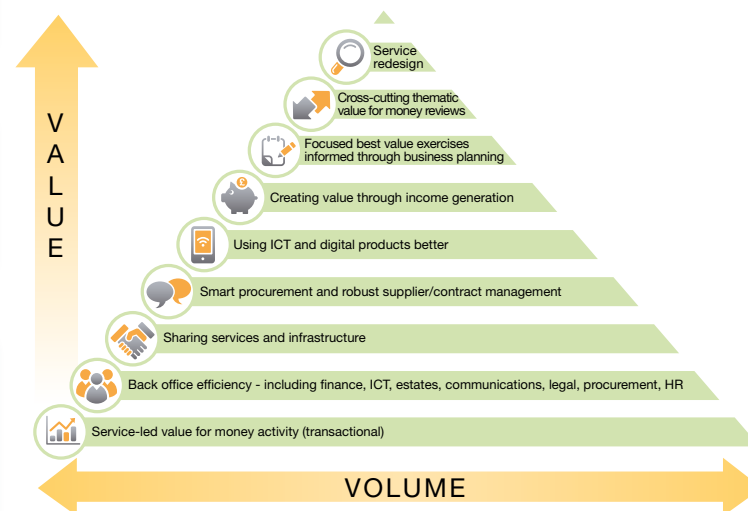 VALUE
Service
redesign
Cross-cutting thematic
value for money reviews
Focused best value exercises
informed through business planning
£
Creating value through income generation
Using ICT and digital products better
Smart procurement and robust supplier/contract management
Sharing services and infrastructure
Back office efficiency - including finance, ICT, estates, communications, legal, procurement, HR
Service-led value for money activity (transactional)
VOLUME